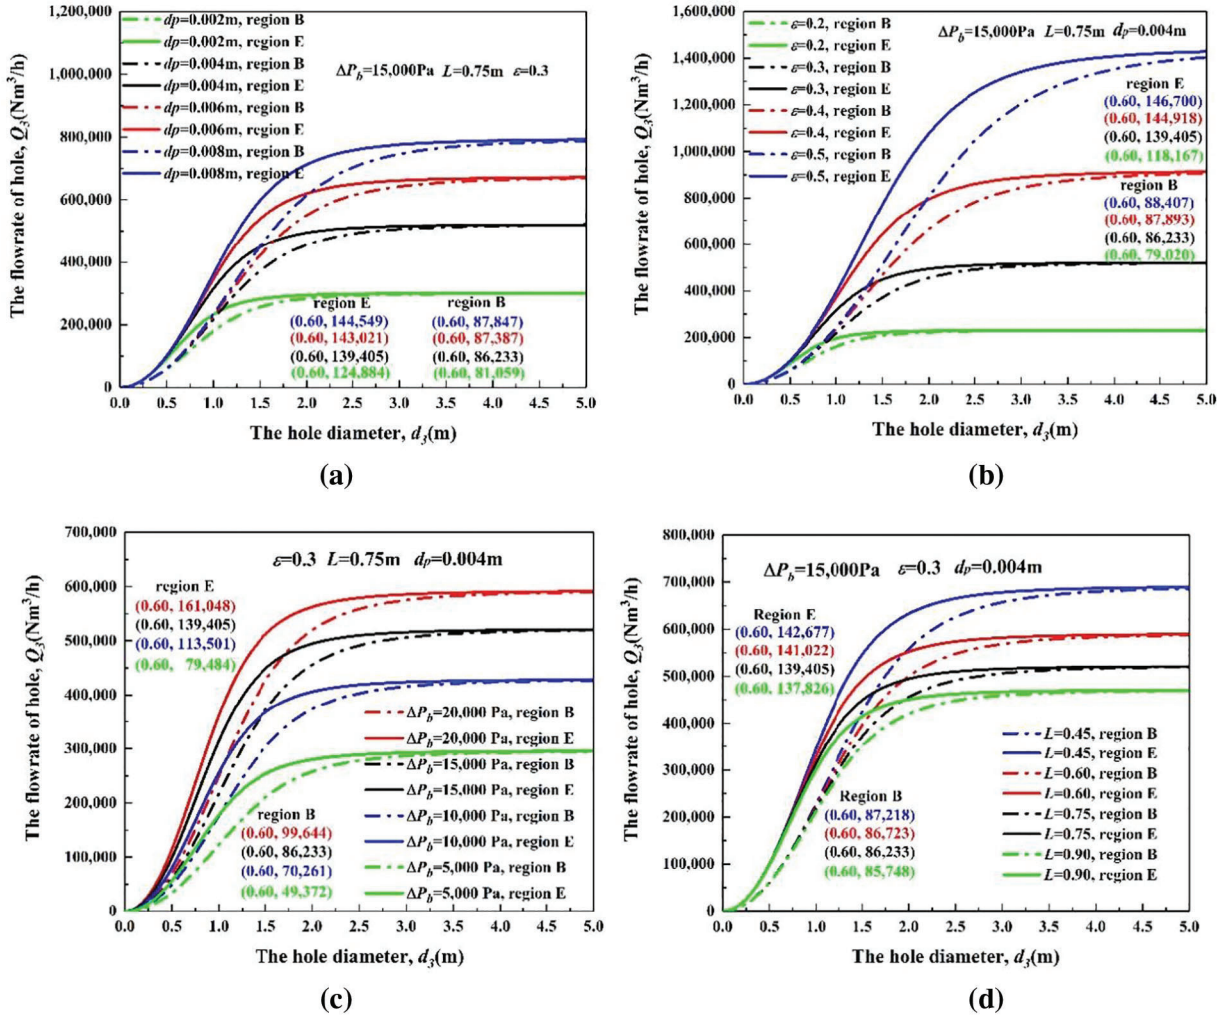 1,200,000
1,000,000
800,000
600,000
400,000
200,000
0
The flowrate of hole, Q3(Nm³/h)
dp=0.002m, region B
dp=0.002m, region E
dp=0.004m, region B
dp=0.004m, region E
dp=0.006m, region B
dp=0.006m, region E
dp=0.008m, region B
dp=0.008m, region E
ΔPb=15,000Pa L=0.75m ε=0.3
region E region B
(0.60, 144,549) (0.60, 87,847)
(0.60, 143,021) (0.60, 87,387)
(0.60, 139,405) (0.60, 86,233)
(0.60, 124,884) (0.60, 81,059)
0.0 0.5 1.0 1.5 2.0 2.5 3.0 3.5 4.0 4.5 5.0
The hole diameter, d3(m)
(a)
1,600,000
1,400,000
1,200,000
1,000,000
800,000
600,000
400,000
200,000
0
The flowrate of hole, Q3(Nm³/h)
ε=0.2, region B
ε=0.2, region E
ε=0.3, region B
ε=0.3, region E
ε=0.4, region B
ε=0.4, region E
ε=0.5, region B
ε=0.5, region E
ΔPb=15,000Pa L=0.75m dp=0.004m
region E
(0.60, 146,700)
(0.60, 144,918)
(0.60, 139,405)
(0.60, 118,167)
region B
(0.60, 88,407)
(0.60, 87,893)
(0.60, 86,233)
(0.60, 79,020)
0.0 0.5 1.0 1.5 2.0 2.5 3.0 3.5 4.0 4.5 5.0
The hole diameter, d3(m)
(b)
700,000
600,000
500,000
400,000
300,000
200,000
100,000
0
The flowrate of hole, Q3(Nm³/h)
ε=0.3 L=0.75m dp=0.004m
region E
(0.60, 161,048)
(0.60, 139,405)
(0.60, 113,501)
(0.60, 79,484)
ΔPb=20,000 Pa, region B
ΔPb=20,000 Pa, region E
ΔPb=15,000 Pa, region B
ΔPb=15,000 Pa, region E
ΔPb=10,000 Pa, region B
ΔPb=10,000 Pa, region E
ΔPb=5,000 Pa, region B
ΔPb=5,000 Pa, region E
region B
(0.60, 99,644)
(0.60, 86,233)
(0.60, 70,261)
(0.60, 49,372)
0.0 0.5 1.0 1.5 2.0 2.5 3.0 3.5 4.0 4.5 5.0
The hole diameter, d3(m)
(c)
800,000
700,000
600,000
500,000
400,000
300,000
200,000
100,000
0
The flowrate of hole, Q3(Nm³/h)
ΔPb=15,000Pa ε=0.3 dp=0.004m
Region E
(0.60, 142,677)
(0.60, 141,022)
(0.60, 139,405)
(0.60, 137,826)
L=0.45, region B
L=0.45, region E
L=0.60, region B
L=0.60, region E
L=0.75, region B
L=0.75, region E
L=0.90, region B
L=0.90, region E
Region B
(0.60, 87,218)
(0.60, 86,723)
(0.60, 86,233)
(0.60, 85,748)
0.0 0.5 1.0 1.5 2.0 2.5 3.0 3.5 4.0 4.5 5.0
The hole diameter, d3(m)
(d)